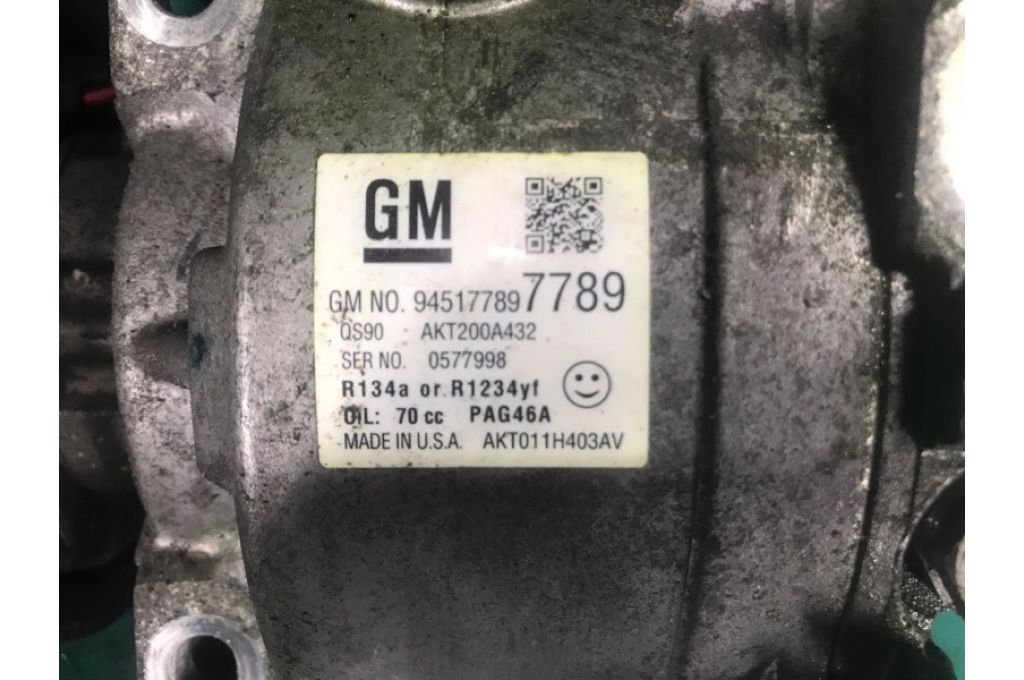 GM
GM NO. 94517789 7789
QS90 AKT200A432
SER NO. 0577998
R134a or R1234yf
OIL: 70 cc PAG46A
MADE IN U.S.A. AKT011H403AV